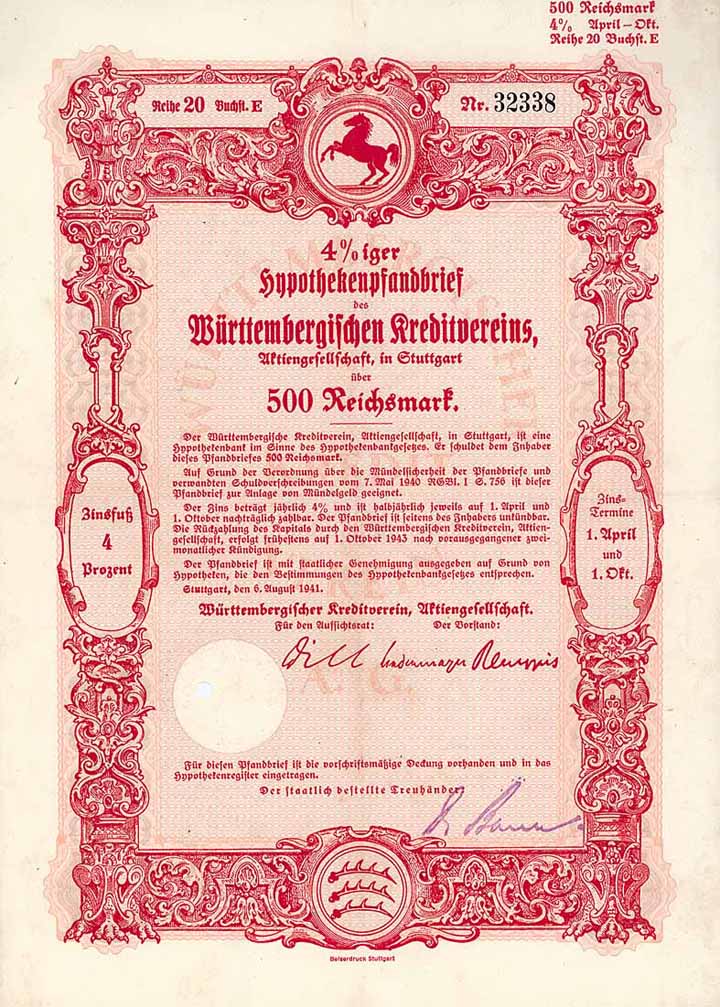 500 Reichsmark
4% April – Okt.
Reihe 20 Buchst. E
Reihe 20 Buchst. E
Nr. 32338
4%iger
Hypothekenpfandbrief
des
Württembergischen Kreditvereins,
Aktiengesellschaft, in Stuttgart
über
500 Reichsmark.
Der Württembergische Kreditverein, Aktiengesellschaft, in Stuttgart, ist eine
Hypothekenbank im Sinne des Hypothekenbankgesetzes. Er schuldet dem Inhaber
dieses Pfandbriefes 500 Reichsmark.
Auf Grund der Verordnung über die Mündelsicherheit der Pfandbriefe und
verwandten Schuldverschreibungen vom 7. Mai 1940 RGBl. I S. 756 ist dieser
Pfandbrief zur Anlage von Mündelgeld geeignet.
Der Zins beträgt jährlich 4% und ist halbjährlich jeweils auf 1. April und
1. Oktober nachträglich zahlbar. Der Pfandbrief ist seitens des Inhabers unkündbar.
Die Rückzahlung des Kapitals durch den Württembergischen Kreditverein, Aktien-
gesellschaft, erfolgt frühestens auf 1. Oktober 1943 nach vorausgegangener zwei-
monatlicher Kündigung.
Der Pfandbrief ist mit staatlicher Genehmigung ausgegeben auf Grund von
Hypotheken, die den Bestimmungen des Hypothekenbankgesetzes entsprechen.
Stuttgart, den 6. August 1941.
Württembergischer Kreditverein, Aktiengesellschaft.
Für den Aufsichtsrat: Der Vorstand:
Dill
Für diesen Pfandbrief ist die vorschriftsmäßige Deckung vorhanden und in das
Hypothekenregister eingetragen.
Der staatlich bestellte Treuhänder:
Zinsfuß
4
Prozent
Zins-
Termine
1. April
und
1. Okt.
A. G.
Belserdruck Stuttgart